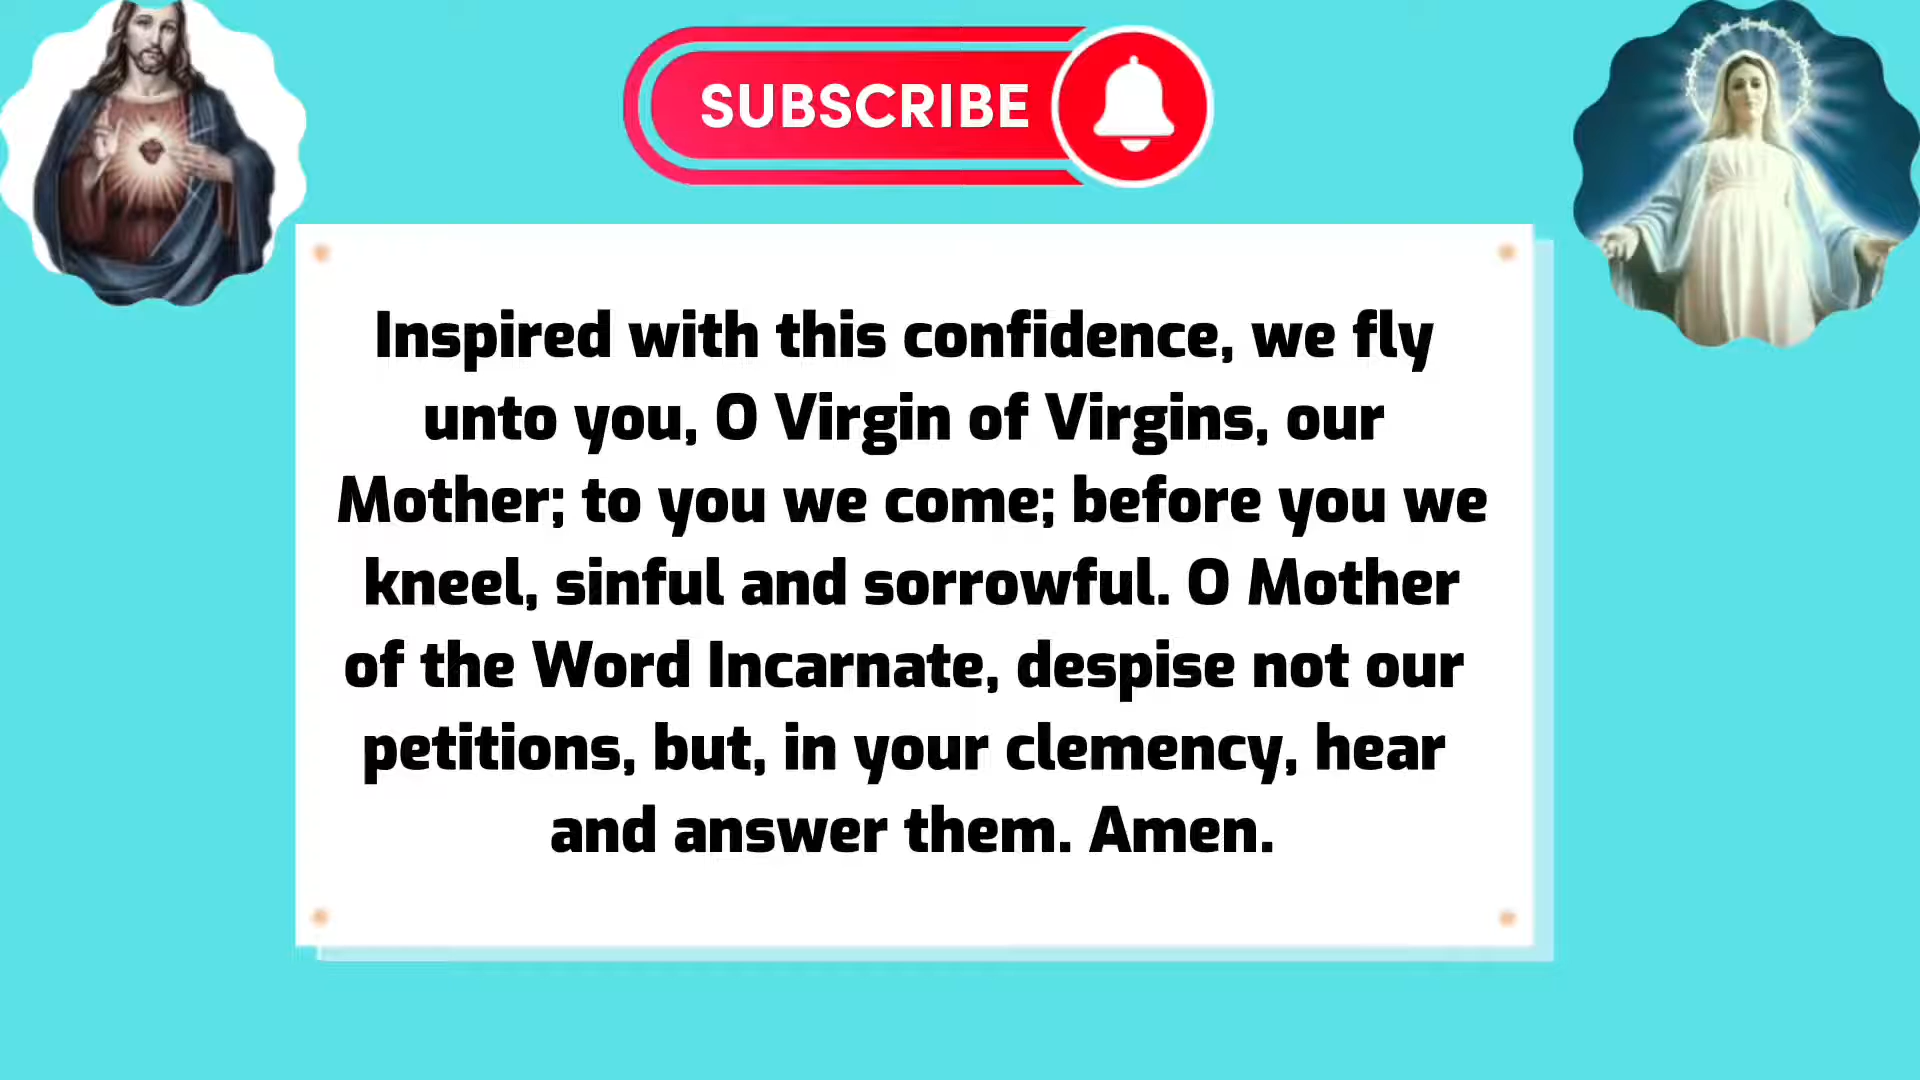 SUBSCRIBE
Inspired with this confidence, we fly
unto you, O Virgin of Virgins, our
Mother; to you we come; before you we
kneel, sinful and sorrowful. O Mother
of the Word Incarnate, despise not our
petitions, but, in your clemency, hear
and answer them. Amen.